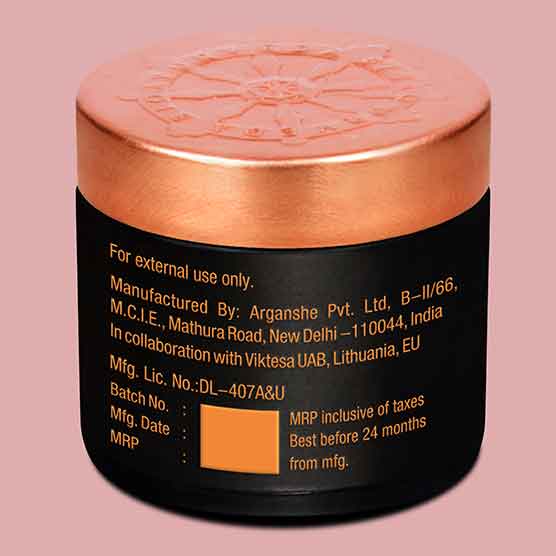 For external use only.
Manufactured By: Arganshe Pvt. Ltd, B–II/66,
M.C.I.E., Mathura Road, New Delhi –110044, India
In collaboration with Viktesa UAB, Lithuania, EU
Mfg. Lic. No.:DL–407A&U
Batch No. :
Mfg. Date :
MRP :
MRP inclusive of taxes
Best before 24 months
from mfg.